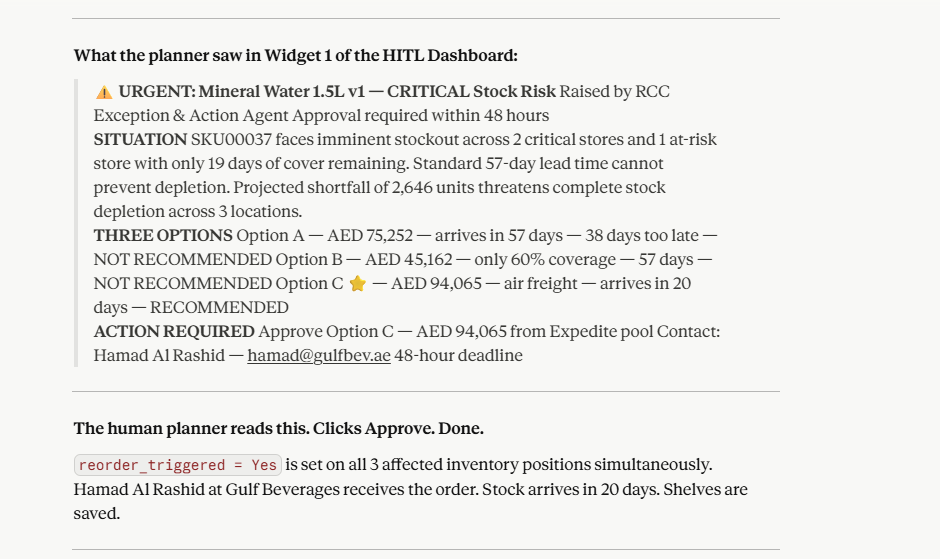 What the planner saw in Widget 1 of the HITL Dashboard:
⚠️ URGENT: Mineral Water 1.5L v1 — CRITICAL Stock Risk Raised by RCC
Exception & Action Agent Approval required within 48 hours
SITUATION SKU00037 faces imminent stockout across 2 critical stores and 1 at-risk
store with only 19 days of cover remaining. Standard 57-day lead time cannot
prevent depletion. Projected shortfall of 2,646 units threatens complete stock
depletion across 3 locations.
THREE OPTIONS Option A — AED 75,252 — arrives in 57 days — 38 days too late —
NOT RECOMMENDED Option B — AED 45,162 — only 60% coverage — 57 days —
NOT RECOMMENDED Option C ⭐ — AED 94,065 — air freight — arrives in 20
days — RECOMMENDED
ACTION REQUIRED Approve Option C — AED 94,065 from Expedite pool Contact:
Hamad Al Rashid — hamad@gulfbev.ae 48-hour deadline
The human planner reads this. Clicks Approve. Done.
reorder_triggered = Yes is set on all 3 affected inventory positions simultaneously.
Hamad Al Rashid at Gulf Beverages receives the order. Stock arrives in 20 days. Shelves are
saved.